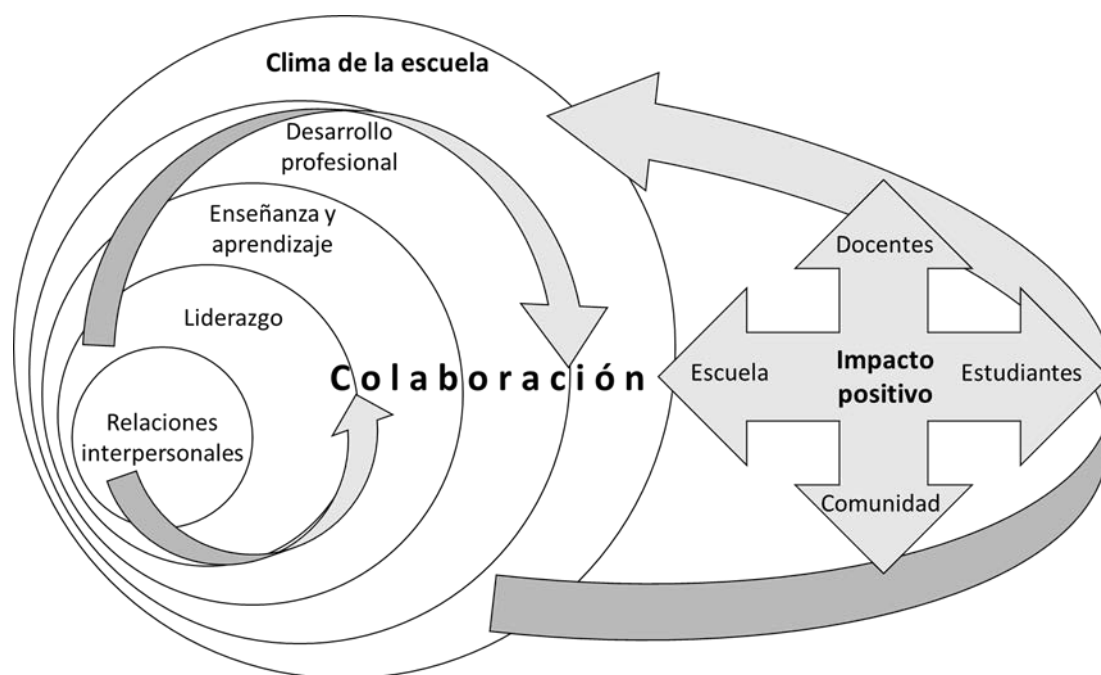 Clima de la escuela
Desarrollo
profesional
Enseñanza y
aprendizaje
Liderazgo
Relaciones
interpersonales
Colaboración
Docentes
Escuela
Impacto
positivo
Estudiantes
Comunidad